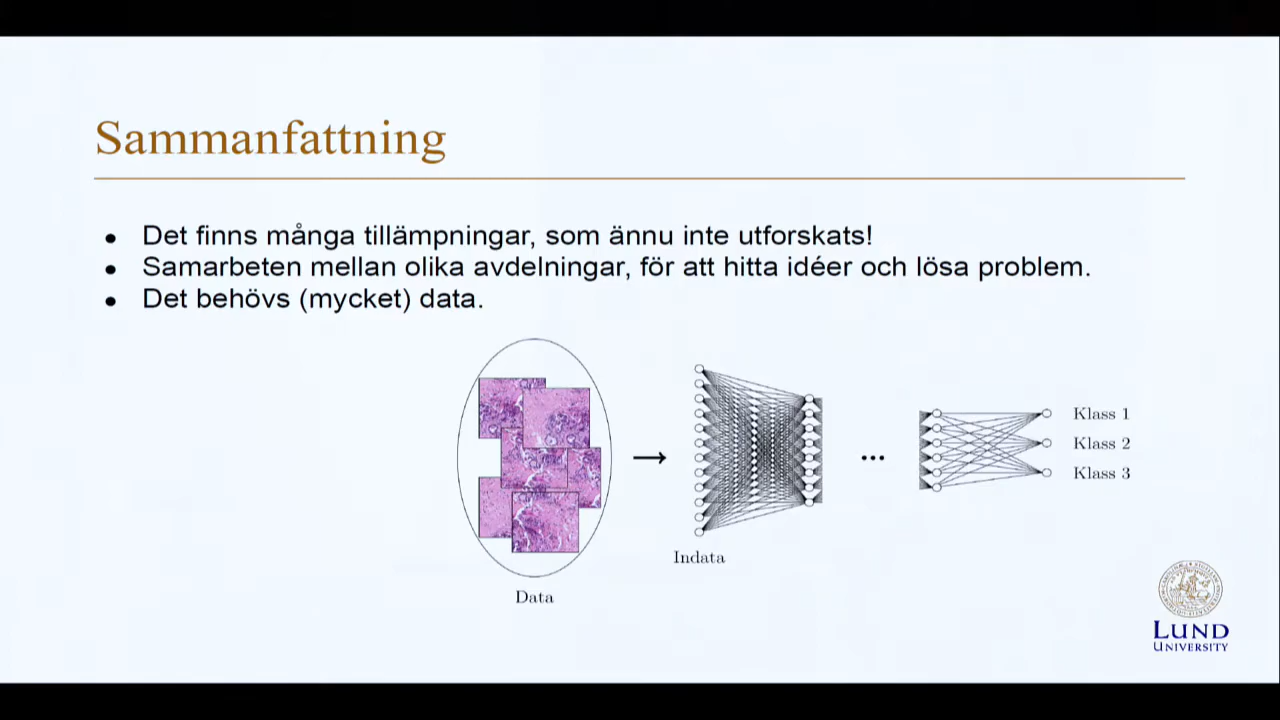 Sammanfattning
Det finns många tillämpningar, som ännu inte utforskats!
Samarbeten mellan olika avdelningar, för att hitta idéer och lösa problem.
Det behövs (mycket) data.
Klass 1
...
Klass 2
Klass 3
Indata
Data
LUND
UNIVERSITY